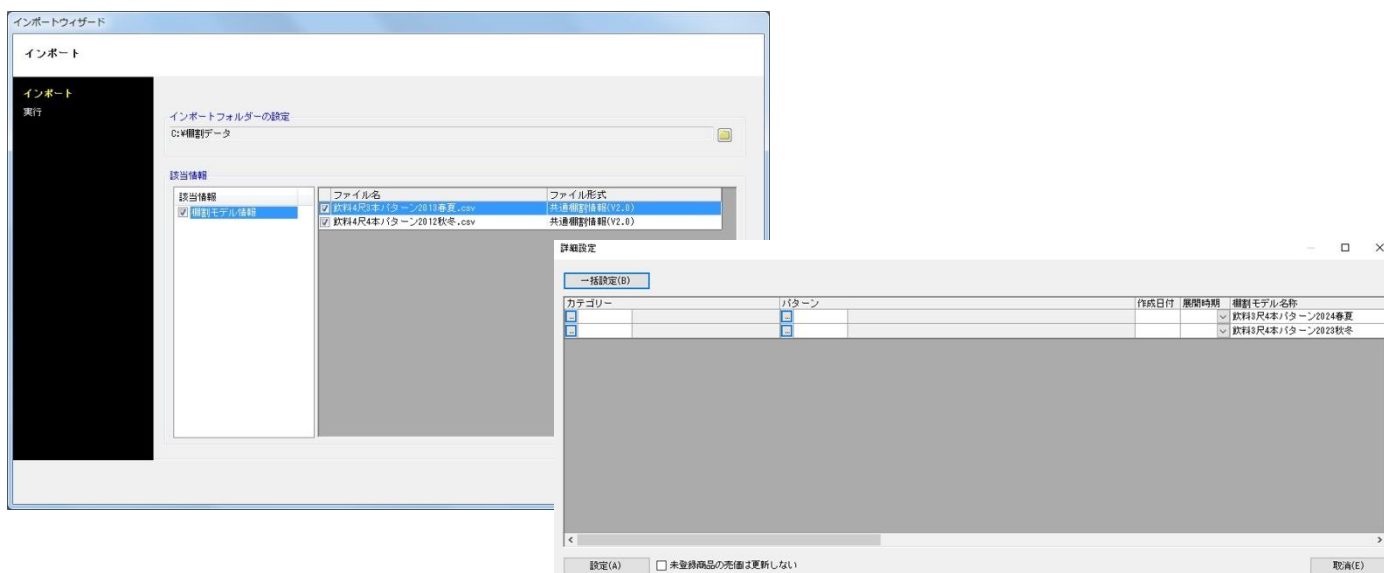 インポートウィザード
インポート
インポート
実行
インポートフォルダーの設定
C:¥棚割データ
該当情報
該当情報
棚割モデル情報
ファイル名 ファイル形式
飲料4尺3本パターン2013春夏.csv 共通棚割情報(V2.0)
飲料4尺4本パターン2012秋冬.csv 共通棚割情報(V2.0)
詳細設定
一括設定(B)
カテゴリー パターン 作成日付 展開時期 棚割モデル名称
... ... 飲料3尺4本パターン2024春夏
... ... 飲料3尺4本パターン2023秋冬
設定(A) 未登録商品の売価は更新しない 取消(E)